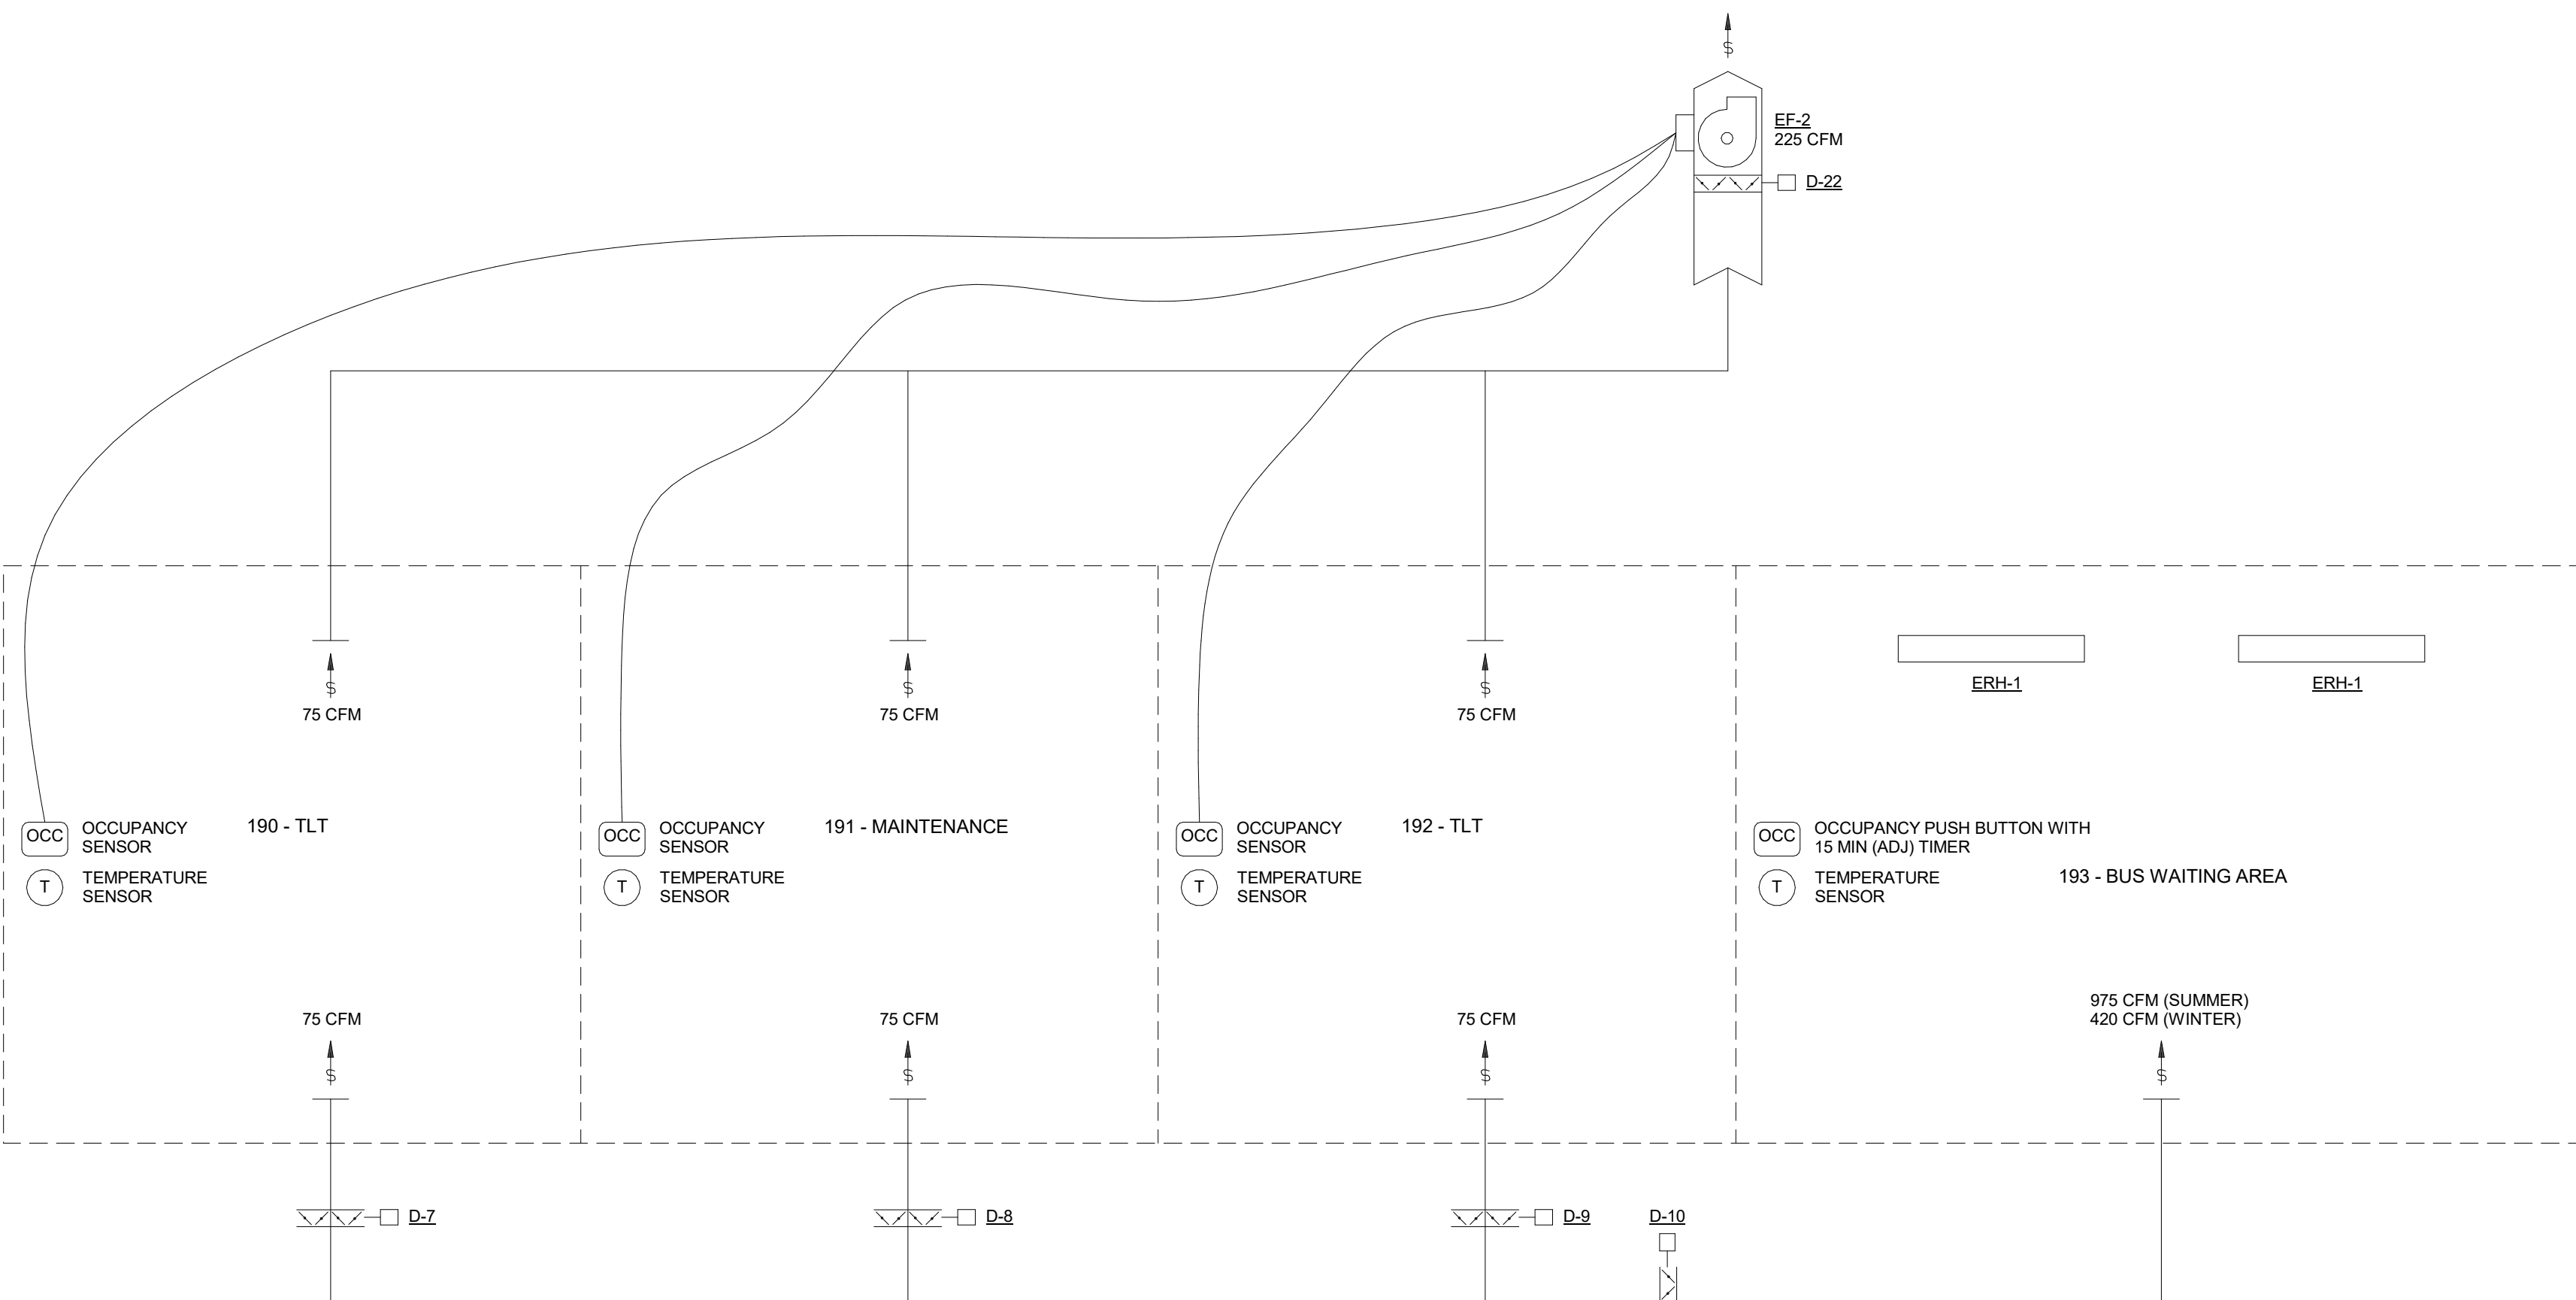 EF-2
225 CFM
D-22
ERH-1
ERH-1
75 CFM
75 CFM
75 CFM
OCC
OCCUPANCY
SENSOR
190 - TLT
T
TEMPERATURE
SENSOR
OCC
OCCUPANCY
SENSOR
191 - MAINTENANCE
T
TEMPERATURE
SENSOR
OCC
OCCUPANCY
SENSOR
192 - TLT
T
TEMPERATURE
SENSOR
OCC
OCCUPANCY PUSH BUTTON WITH
15 MIN (ADJ) TIMER
T
TEMPERATURE
SENSOR
193 - BUS WAITING AREA
75 CFM
75 CFM
75 CFM
975 CFM (SUMMER)
420 CFM (WINTER)
D-7
D-8
D-9
D-10